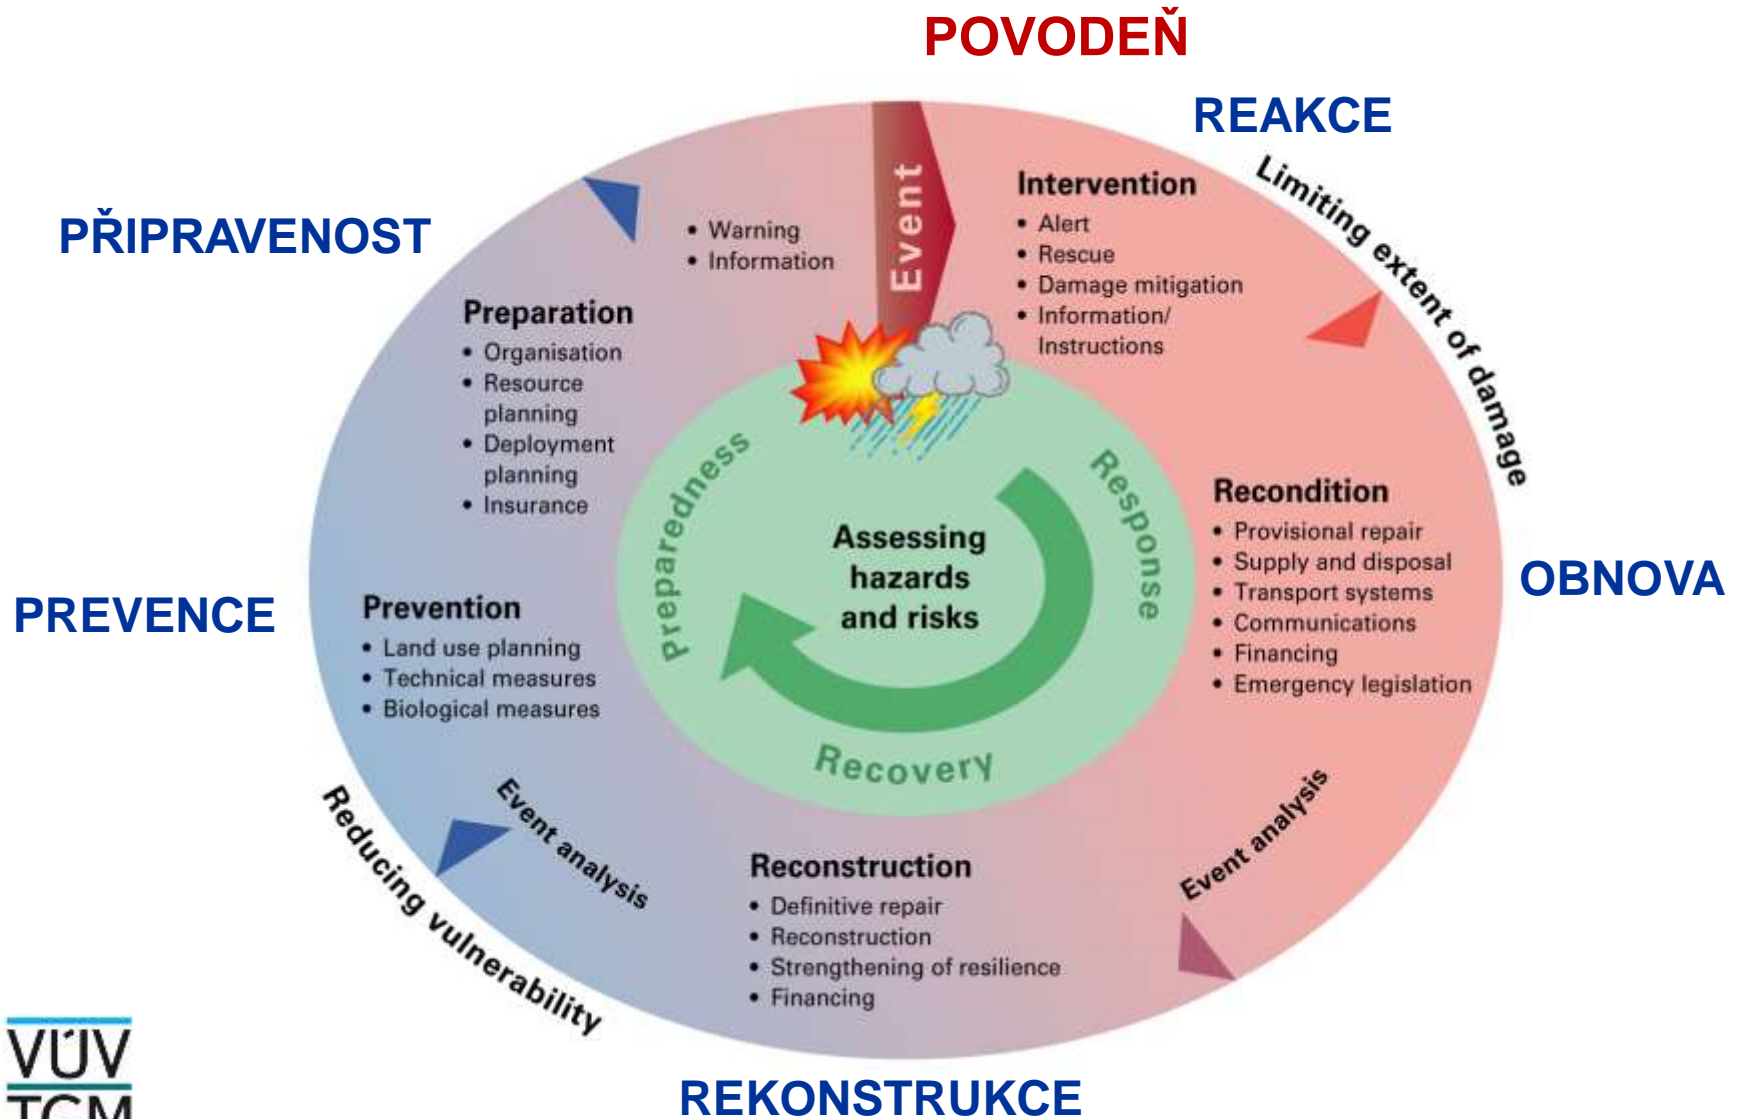 POVODEŇ
REAKCE
PŘIPRAVENOST
Event
Intervention
• Alert
• Rescue
• Damage mitigation
• Information/
Instructions
Limiting extent of damage
• Warning
• Information
Preparation
• Organisation
• Resource
planning
• Deployment
planning
• Insurance
Preparedness
Response
Recovery
Assessing
hazards
and risks
Recondition
• Provisional repair
• Supply and disposal
• Transport systems
• Communications
• Financing
• Emergency legislation
OBNOVA
PREVENCE
Prevention
• Land use planning
• Technical measures
• Biological measures
Event analysis
Event analysis
Reducing vulnerability
Reconstruction
• Definitive repair
• Reconstruction
• Strengthening of resilience
• Financing
REKONSTRUKCE
VÚV
TGM